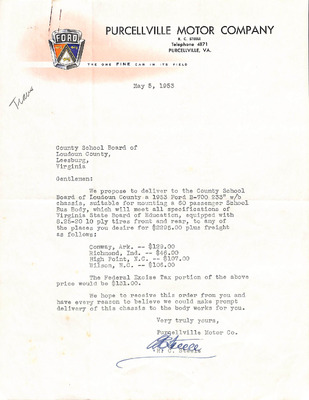 FORD
PURCELLVILLE MOTOR COMPANY
R. C. STEELE
Telephone 4871
PURCELLVILLE, VA.
THE ONE FINE CAR IN ITS FIELD
May 5, 1953
County School Board of
Loudoun County,
Leesburg,
Virginia
Gentlemen:
We propose to deliver to the County School
Board of Loudoun County a 1953 Ford B-700 233" w/b
chassis, suitable for mounting a 60 passenger School
Bus Body, which will meet all specifications of
Virginia State Board of Education, equipped with
8.25-20 10 ply tires front and rear, to any of
the places you desire for $2295.00 plus freight
as follows:
Conway, Ark. -- $129.00
Richmond, Ind. -- $46.00
High Point, N.C. -- $107.00
Wilson, N.C. -- $106.00
The Federal Excise Tax portion of the above
price would be $121.00.
We hope to receive this order from you and
have every reason to believe we could make prompt
delivery of this chassis to the body works for you.
Very truly yours,
Purcellville Motor Co.
C. Steele